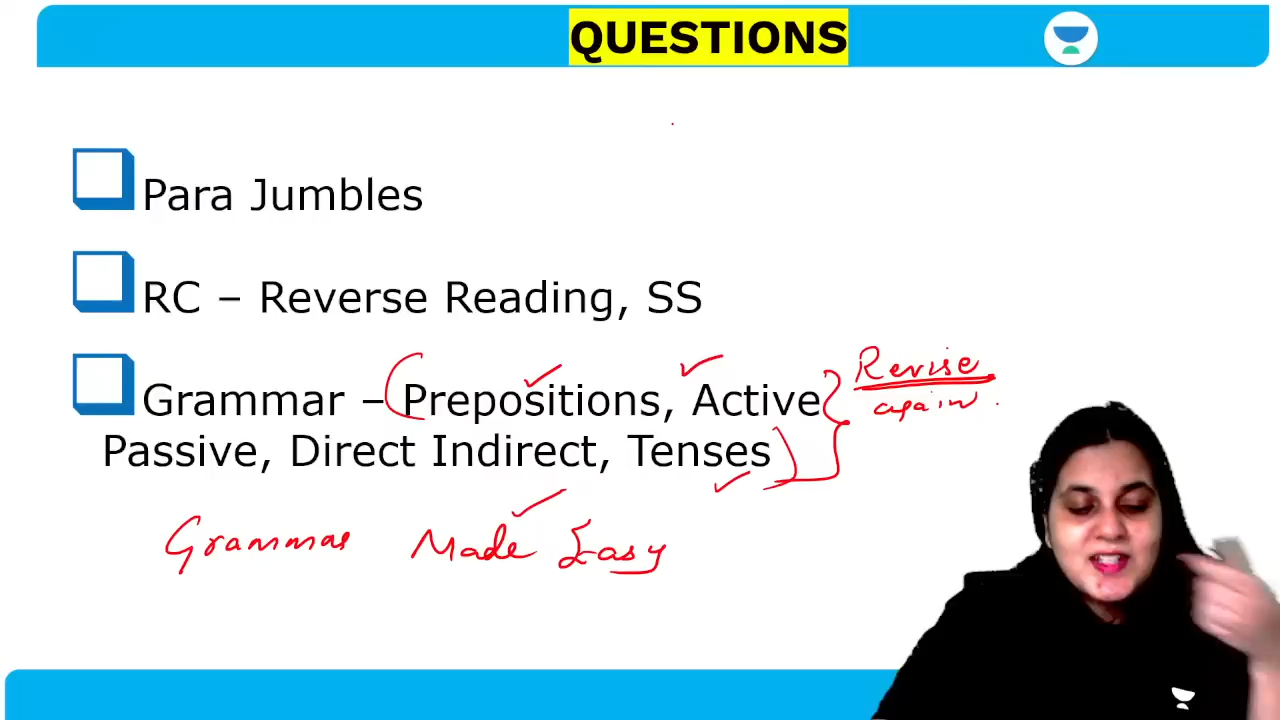 QUESTIONS
Para Jumbles
RC – Reverse Reading, SS
Grammar – (Prepositions, Active
Passive, Direct Indirect, Tenses)
Revise
again.
Grammar Made Easy